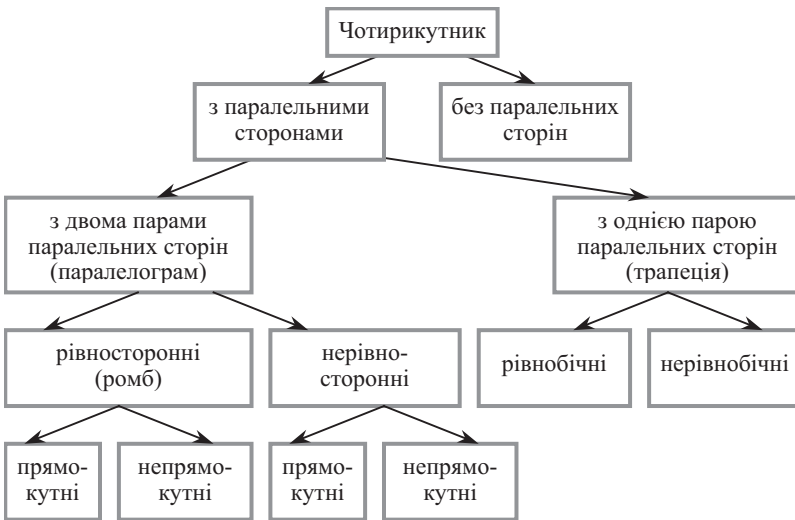 Чотирикутник
з паралельними
сторонами
без паралельних
сторін
з двома парами
паралельних сторін
(паралелограм)
з однією парою
паралельних сторін
(трапеція)
рівносторонні
(ромб)
нерівно-
сторонні
рівнобічні
нерівнобічні
прямо-
кутні
непрямо-
кутні
прямо-
кутні
непрямо-
кутні